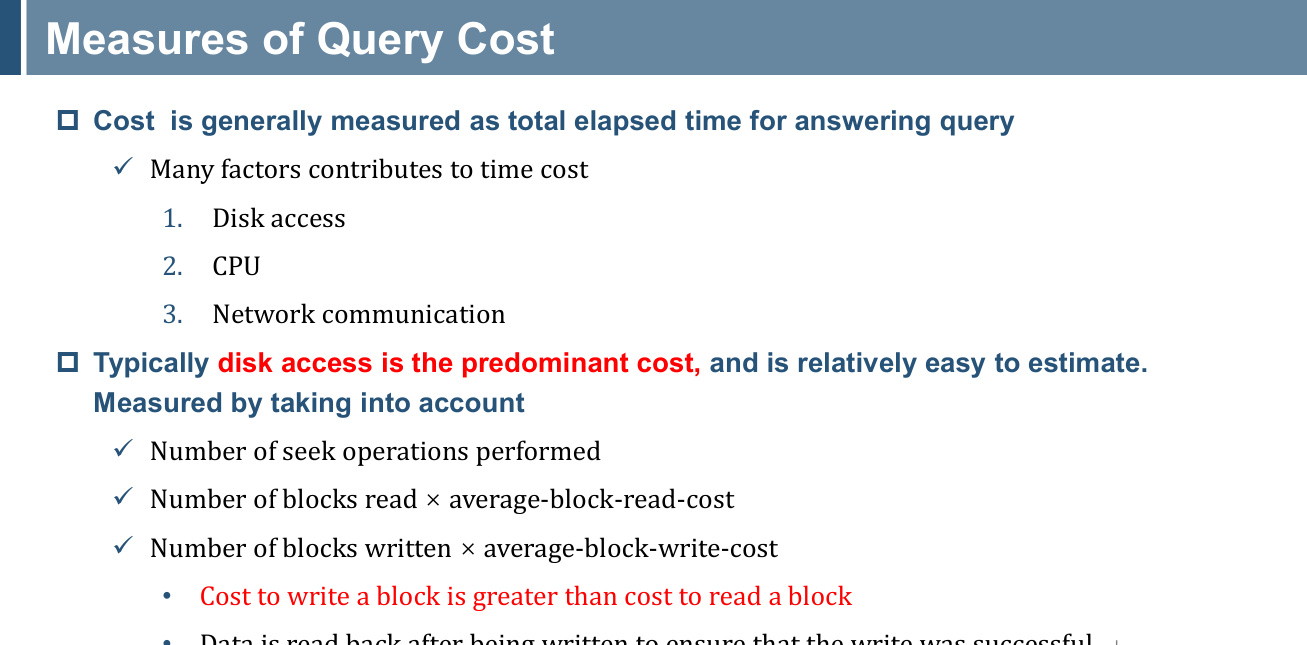 Measures of Query Cost
Cost is generally measured as total elapsed time for answering query
✓ Many factors contributes to time cost
1. Disk access
2. CPU
3. Network communication
Typically disk access is the predominant cost, and is relatively easy to estimate.
Measured by taking into account
✓ Number of seek operations performed
✓ Number of blocks read × average-block-read-cost
✓ Number of blocks written × average-block-write-cost
• Cost to write a block is greater than cost to read a block
• Data is read back after being written to ensure that the write was successful